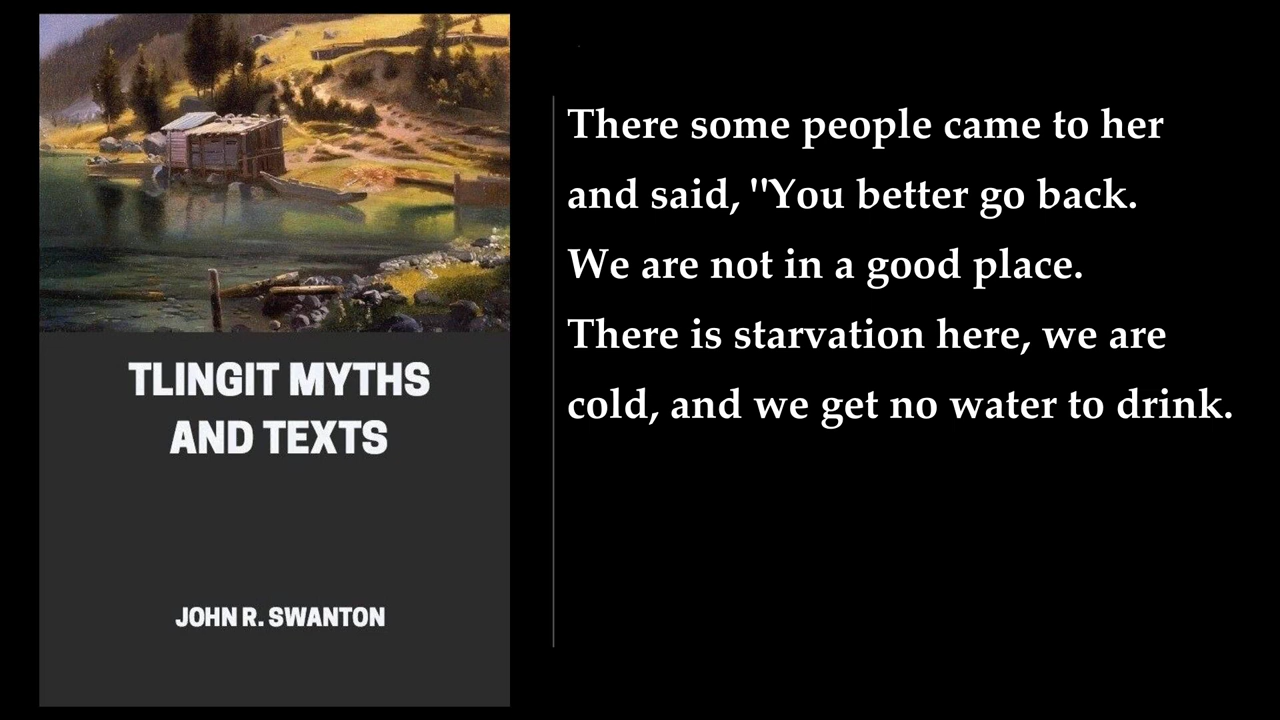 TLINGIT MYTHS
AND TEXTS
JOHN R. SWANTON
There some people came to her
and said, "You better go back.
We are not in a good place.
There is starvation here, we are
cold, and we get no water to drink.